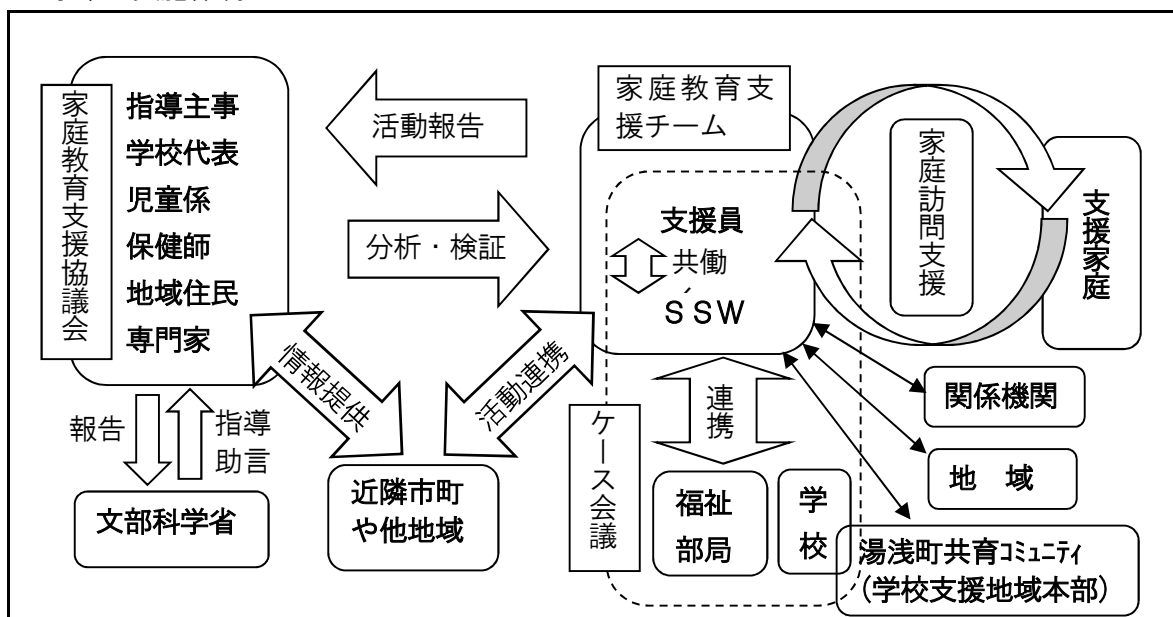 家庭教育支援協議会
指導主事
学校代表
児童係
保健師
地域住民
専門家
活動報告
分析・検証
家庭教育支
援チーム
支援員
共働
SSW
家庭訪問支援
支援家庭
情報提供
活動連携
連携
ケース会議
報告
指導
助言
文部科学省
近隣市町
や他地域
福祉
部局
学
校
関係機関
地　域
湯浅町共育ｺﾐｭﾆﾃｨ
（学校支援地域本部）